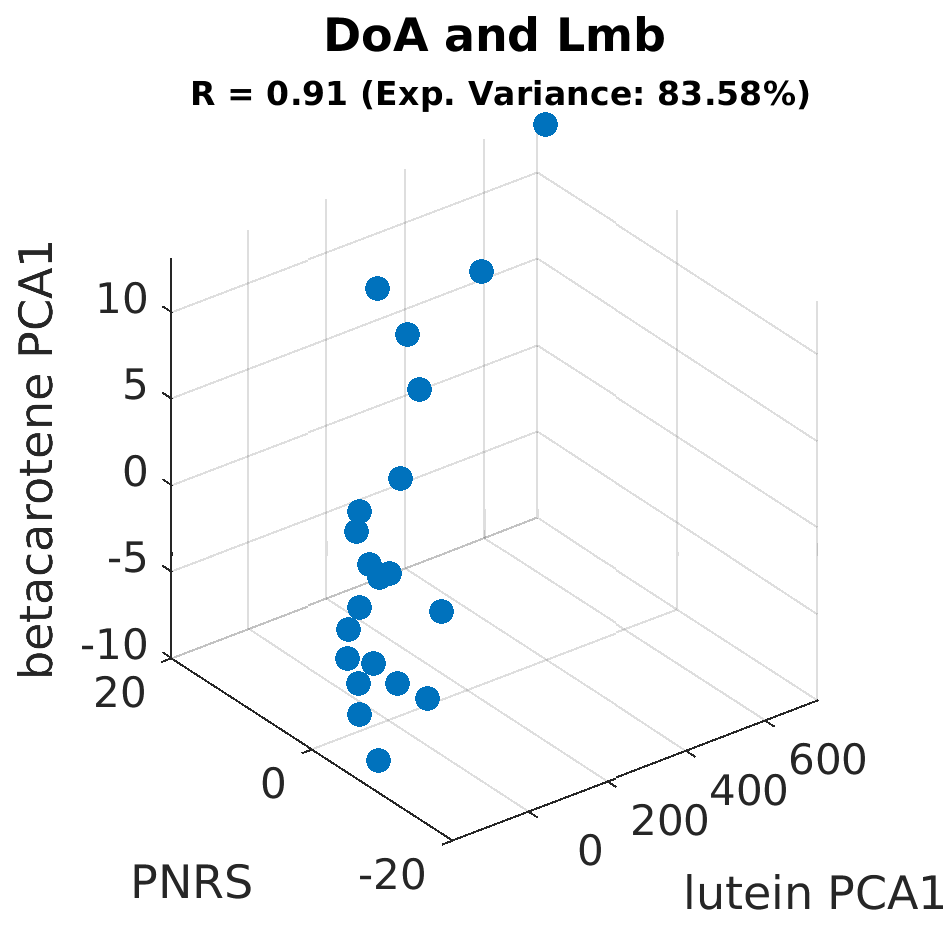 DoA and Lmb
R = 0.91 (Exp. Variance: 83.58%)
betacarotene PCA1
10
5
0
-5
-10
20
0
-20
PNRS
0
200
400
600
lutein PCA1